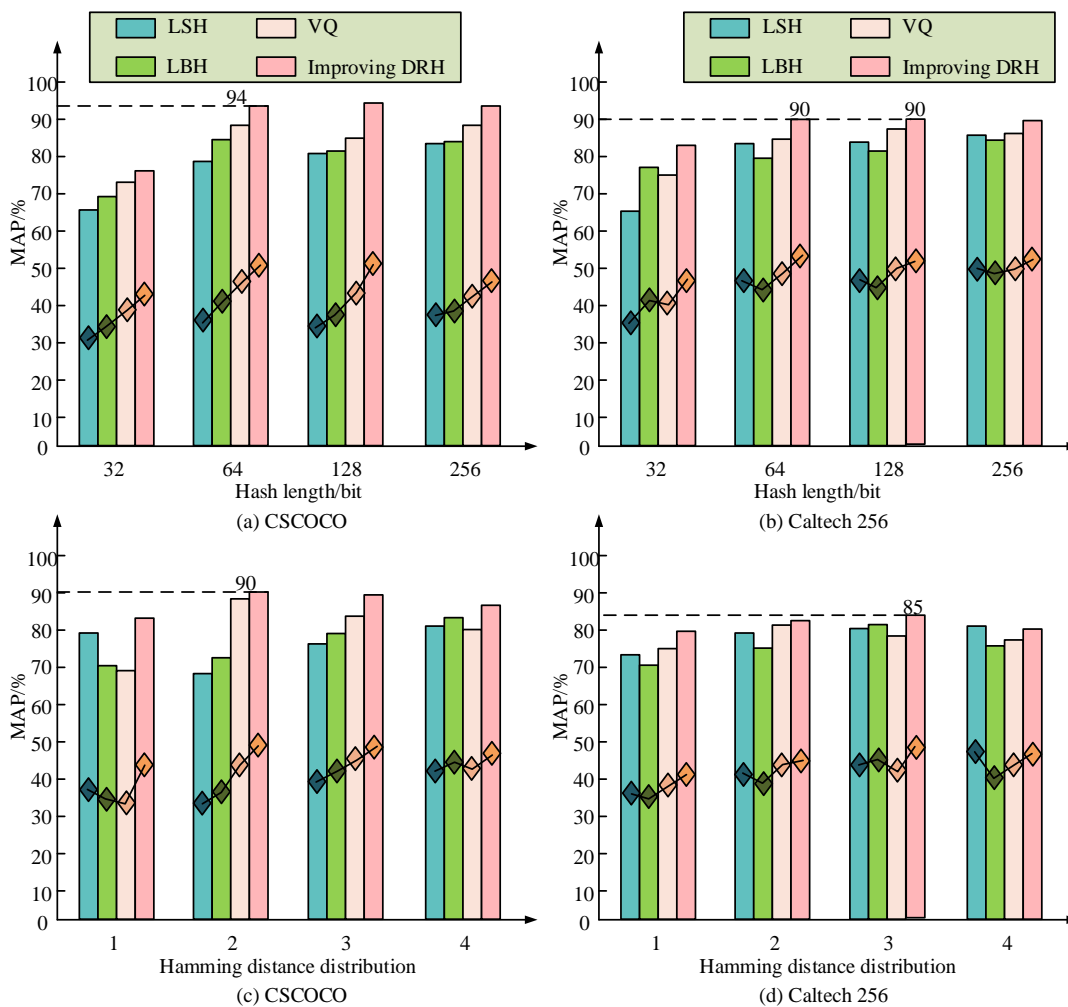 LSH VQ
LBH Improving DRH
100
90
80
70
60
50
40
30
20
10
0
MAP/%
94
32 64 128 256
Hash length/bit
(a) CSCOCO
LSH VQ
LBH Improving DRH
100
90
80
70
60
50
40
30
20
10
0
MAP/%
90 90
32 64 128 256
Hash length/bit
(b) Caltech 256
100
90
80
70
60
50
40
30
20
10
0
MAP/%
90
1 2 3 4
Hamming distance distribution
(c) CSCOCO
100
90
80
70
60
50
40
30
20
10
0
MAP/%
85
1 2 3 4
Hamming distance distribution
(d) Caltech 256